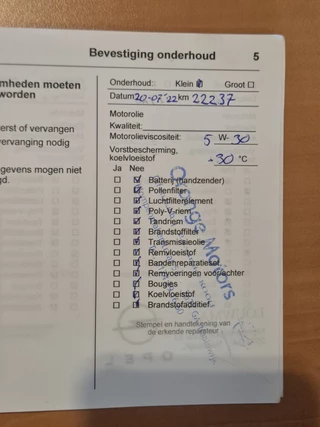 Bevestiging onderhoud 5
mheden moeten
worden
erst of vervangen
ervanging nodig
gevens mogen niet
d.
Onderhoud: Klein Groot
Datum 20-07-'22 km 22237
Motorolie
Kwaliteit:
Motorolieviscositeit: 5 W- 30
Vorstbescherming,
koelvloeistof -30 °C
Ja Nee
Batterij (handzender)
Pollenfilter
Luchtfilterelement
Poly-V-riem
Tandriem
Brandstoffilter
Transmissieolie
Remvloeistof
Bandenreparatieset
Remvoeringen voor/achter
Bougies
Koelvloeistof
Brandstofadditief
Orange Motors
Stempel en handtekening van
de erkende reparateur